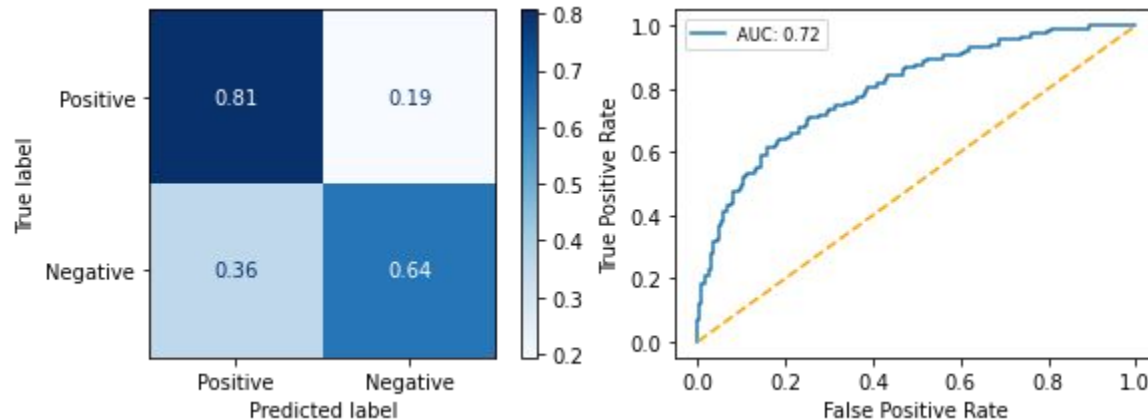 True label
Positive
Negative
0.81
0.19
0.36
0.64
Positive
Negative
Predicted label
0.8
0.7
0.6
0.5
0.4
0.3
0.2
True Positive Rate
1.0
0.8
0.6
0.4
0.2
0.0
AUC: 0.72
0.0
0.2
0.4
0.6
0.8
1.0
False Positive Rate